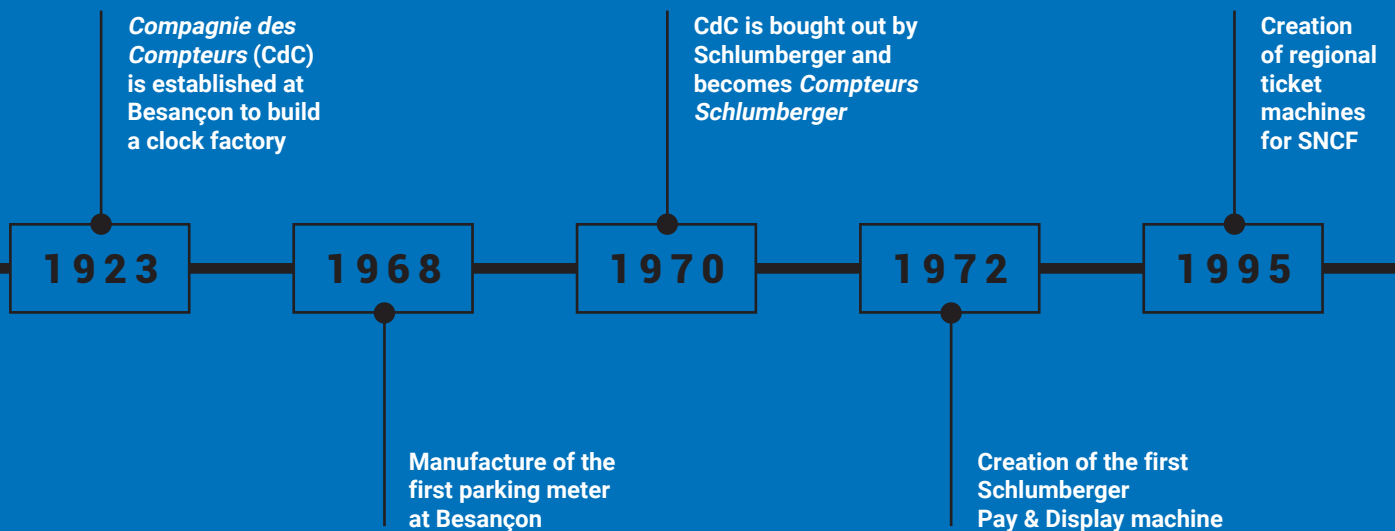 Compagnie des
Compteurs (CdC)
is established at
Besançon to build
a clock factory
CdC is bought out by
Schlumberger and
becomes Compteurs
Schlumberger
Creation
of regional
ticket
machines
for SNCF
1923
1968
1970
1972
1995
Manufacture of the
first parking meter
at Besançon
Creation of the first
Schlumberger
Pay & Display machine